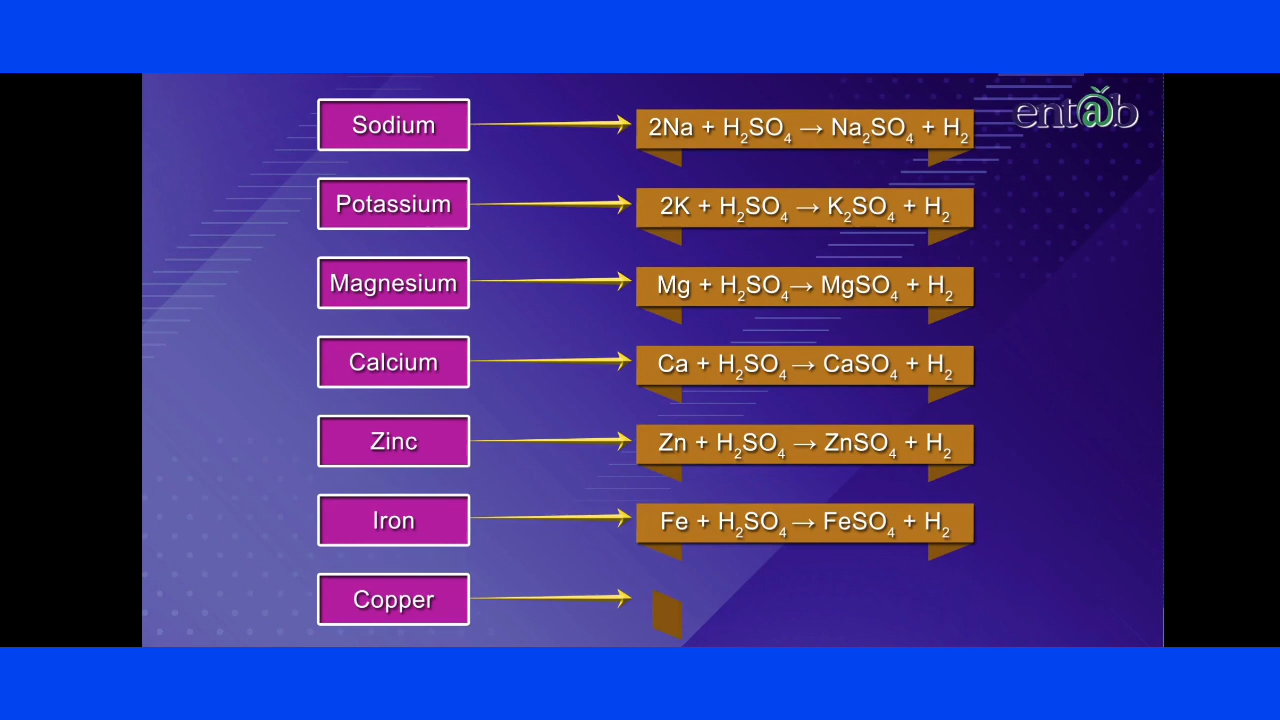 entăb
Sodium
2Na + H₂SO₄ → Na₂SO₄ + H₂
Potassium
2K + H₂SO₄ → K₂SO₄ + H₂
Magnesium
Mg + H₂SO₄→ MgSO₄ + H₂
Calcium
Ca + H₂SO₄ → CaSO₄ + H₂
Zinc
Zn + H₂SO₄ → ZnSO₄ + H₂
Iron
Fe + H₂SO₄→ FeSO₄ + H₂
Copper